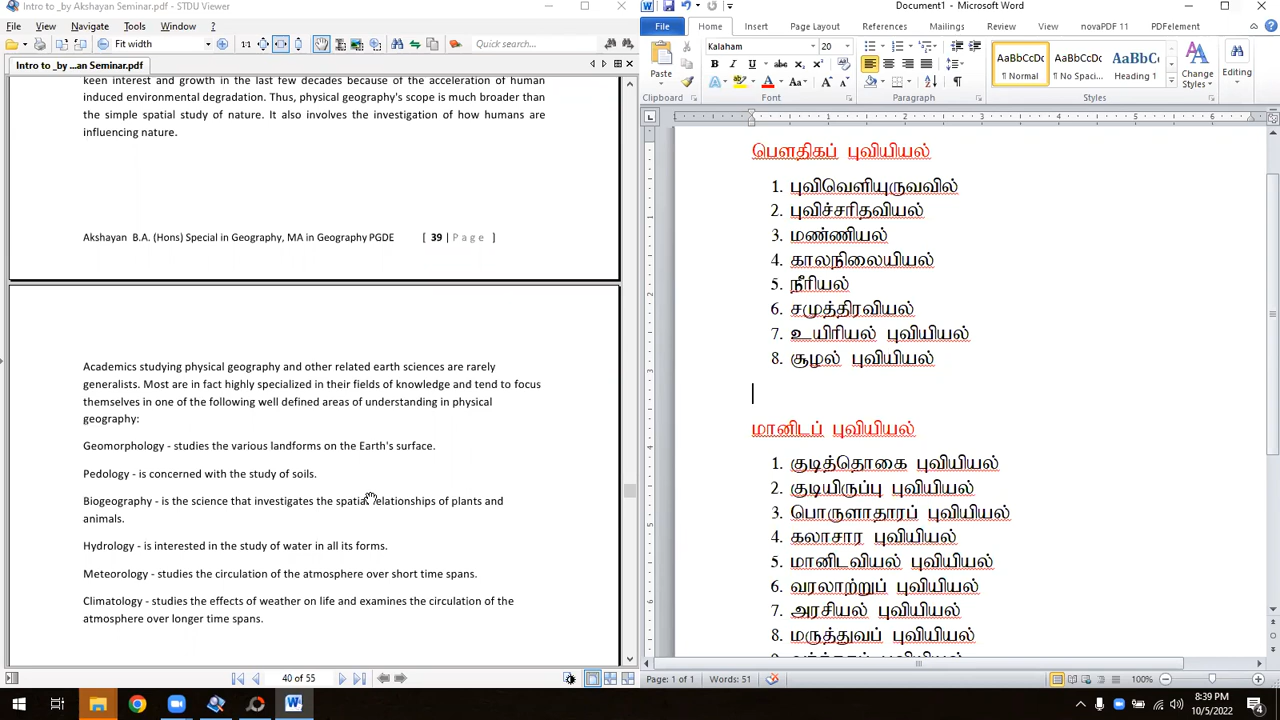 Intro to _by Akshayan Seminar.pdf - STDU Viewer
File View Navigate Tools ?
Fit width
1:1
Quick search...
Intro to _by ...an Seminar.pdf
keen interest and growth in the last few decades because of the acceleration of human
induced environmental degradation. Thus, physical geography's scope is much broader than
the simple spatial study of nature. It also involves the investigation of how humans are
influencing nature.
Akshayan B.A. (Hons) Special in Geography, MA in Geography PGDE [ 39 | P a g e ]
Academics studying physical geography and other related earth sciences are rarely
generalists. Most are in fact highly specialized in their fields of knowledge and tend to focus
themselves in one of the following well defined areas of understanding in physical
geography:
Geomorphology - studies the various landforms on the Earth's surface.
Pedology - is concerned with the study of soils.
Biogeography - is the science that investigates the spatial relationships of plants and
animals.
Hydrology - is interested in the study of water in all its forms.
Meteorology - studies the circulation of the atmosphere over short time spans.
Climatology - studies the effects of weather on life and examines the circulation of the
atmosphere over longer time spans.
40 of 55
Document1 - Microsoft Word
File Home Insert Page Layout References Mailings Review View novaPDF 11 PDFelement
Paste
Clipboard
Kalaham 20
Font
Paragraph
AaBbCcDc AaBbCcDc AaBbC
¶ Normal ¶ No Spaci... Heading 1
Change Styles
Styles
Editing
பௌதிகப் புவியியல்
1. புவிவெளியுருவவில்
2. புவிச்சரிதவியல்
3. மண்ணியல்
4. காலநிலையியல்
5. நீரியல்
6. சமுத்திரவியல்
7. உயிரியல் புவியியல்
8. சூழல் புவியியல்
மானிடப் புவியியல்
1. குடித்தொகை புவியியல்
2. குடியிருப்பு புவியியல்
3. பொருளாதாரப் புவியியல்
4. கலாசார புவியியல்
5. மானிடவியல் புவியியல்
6. வரலாற்றுப் புவியியல்
7. அரசியல் புவியியல்
8. மருத்துவப் புவியியல்
Page: 1 of 1 Words: 51
100%
8:39 PM
10/5/2022